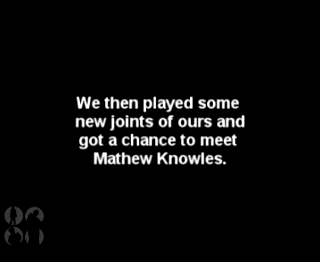 We then played some
new joints of ours and
got a chance to meet
Mathew Knowles.